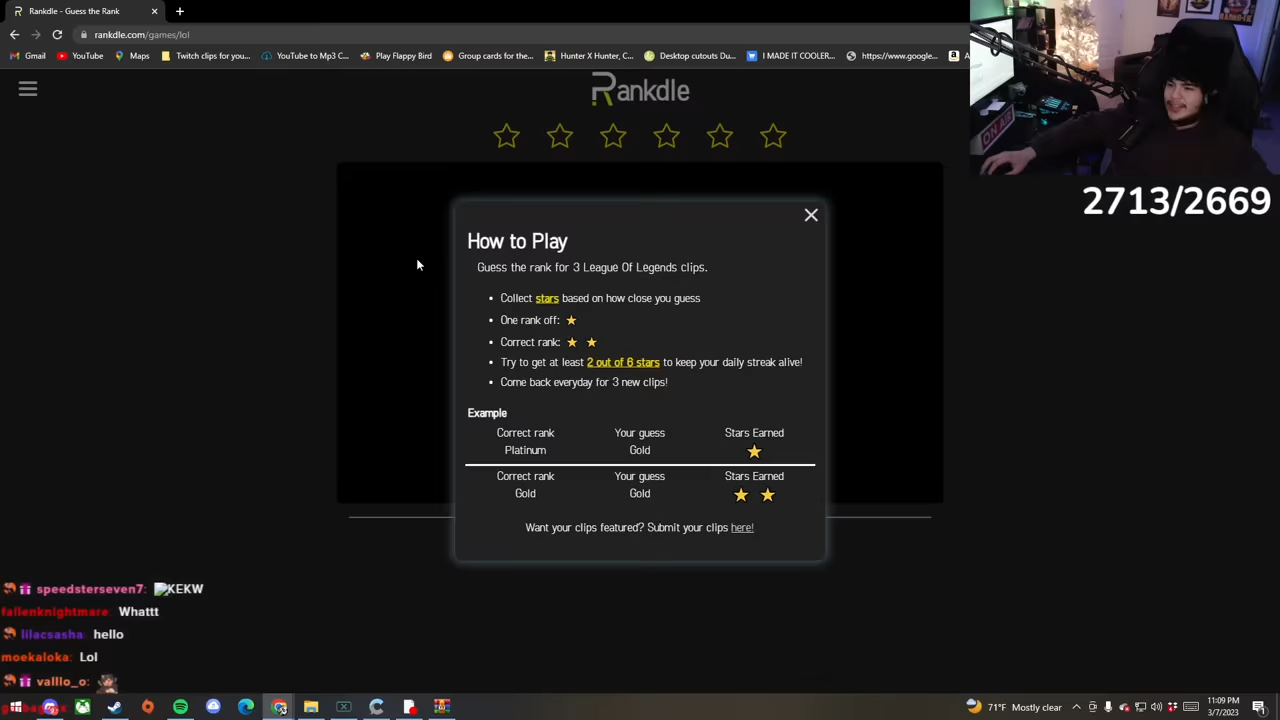 Rankdle - Guess the Rank
rankdle.com/games/lol
Gmail YouTube Maps Twitch clips for you... YouTube to Mp3 C... Play Flappy Bird Group cards for the... Hunter X Hunter, C... Desktop cutouts Du... I MADE IT COOLER... https://www.google... A
Rankdle
ON AIR
2713/2669
How to Play
Guess the rank for 3 League Of Legends clips.
• Collect stars based on how close you guess
• One rank off:
• Correct rank:
• Try to get at least 2 out of 6 stars to keep your daily streak alive!
• Come back everyday for 3 new clips!
Example
Correct rank Your guess Stars Earned
Platinum Gold
Correct rank Your guess Stars Earned
Gold Gold
Want your clips featured? Submit your clips here!
speedsterseven7: KEKW
fallenknightmare: Whattt
lilacsasha: hello
moekaloka: Lol
valllo_o:
71°F Mostly clear
11:09 PM
3/7/2023